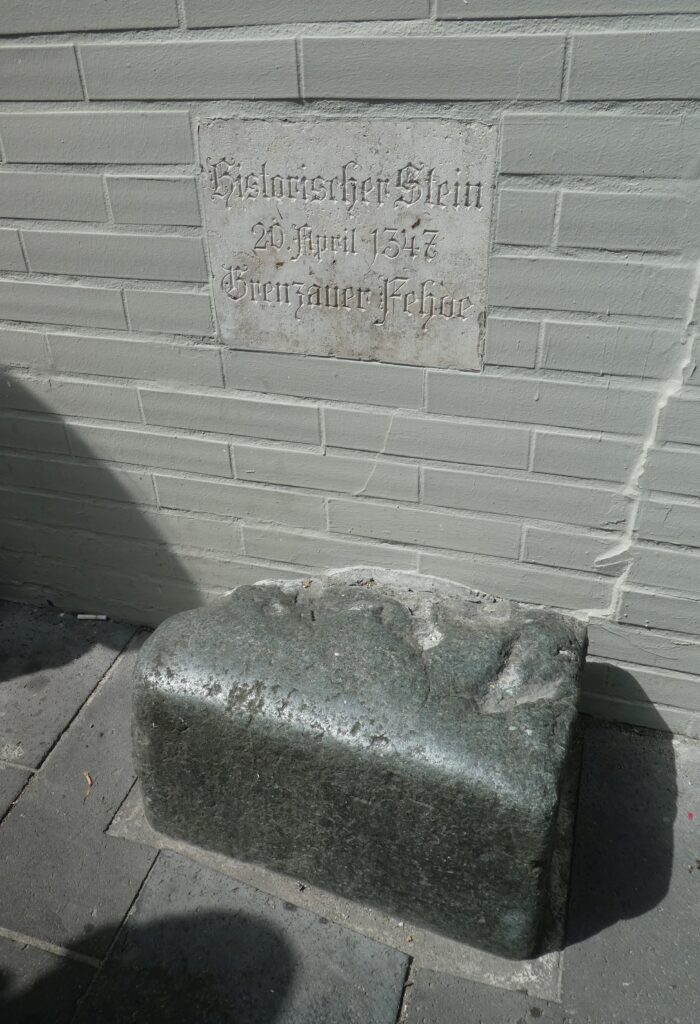 Historischer Stein
20. April 1347
Grenzauer Fehde